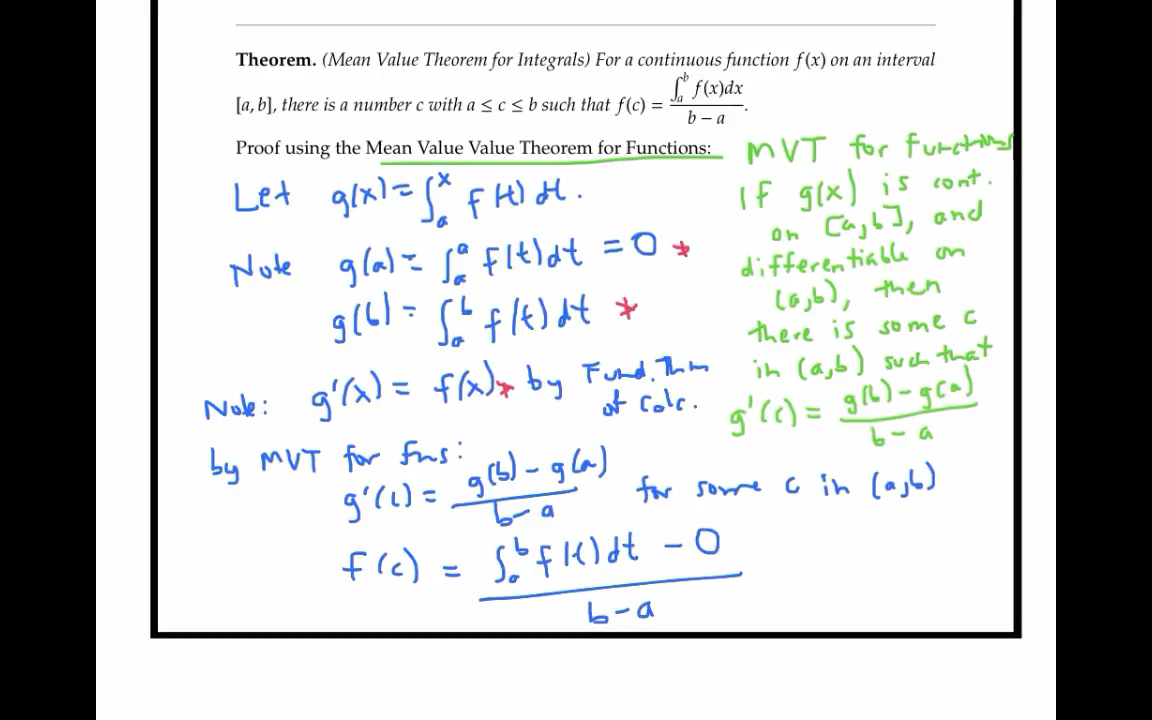 Theorem. (Mean Value Theorem for Integrals) For a continuous function f(x) on an interval
[a, b], there is a number c with a ≤ c ≤ b such that f(c) = ∫_a^b f(x)dx / (b − a).
Proof using the Mean Value Value Theorem for Functions:
Let g(x) = ∫_a^x f(t) dt.
Note g(a) = ∫_a^a f(t) dt = 0 *
g(b) = ∫_a^b f(t) dt *
Note: g'(x) = f(x) * by Fund. Thm
of Calc.
by MVT for fns:
g'(c) = (g(b) − g(a)) / (b − a) for some c in (a,b)
f(c) = (∫_a^b f(t) dt − 0) / (b − a)
MVT for functions
If g(x) is cont.
on [a,b], and
differentiable on
(a,b), then
there is some c
in (a,b) such that
g'(c) = (g(b) − g(a)) / (b − a)